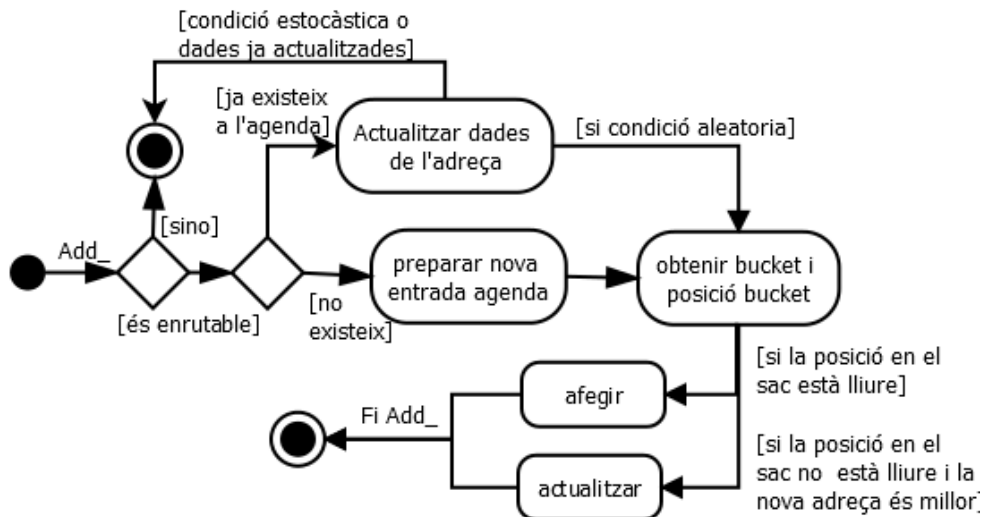 [condició estocàstica o
dades ja actualitzades]
[ja existeix
a l'agenda]
Actualitzar dades
de l'adreça
[si condició aleatoria]
Add_
[sino]
[és enrutable]
[no
existeix]
preparar nova
entrada agenda
obtenir bucket i
posició bucket
[si la posició en el
sac està lliure]
afegir
Fi Add_
actualitzar
[si la posició en el
sac no està lliure i la
nova adreça és millor]